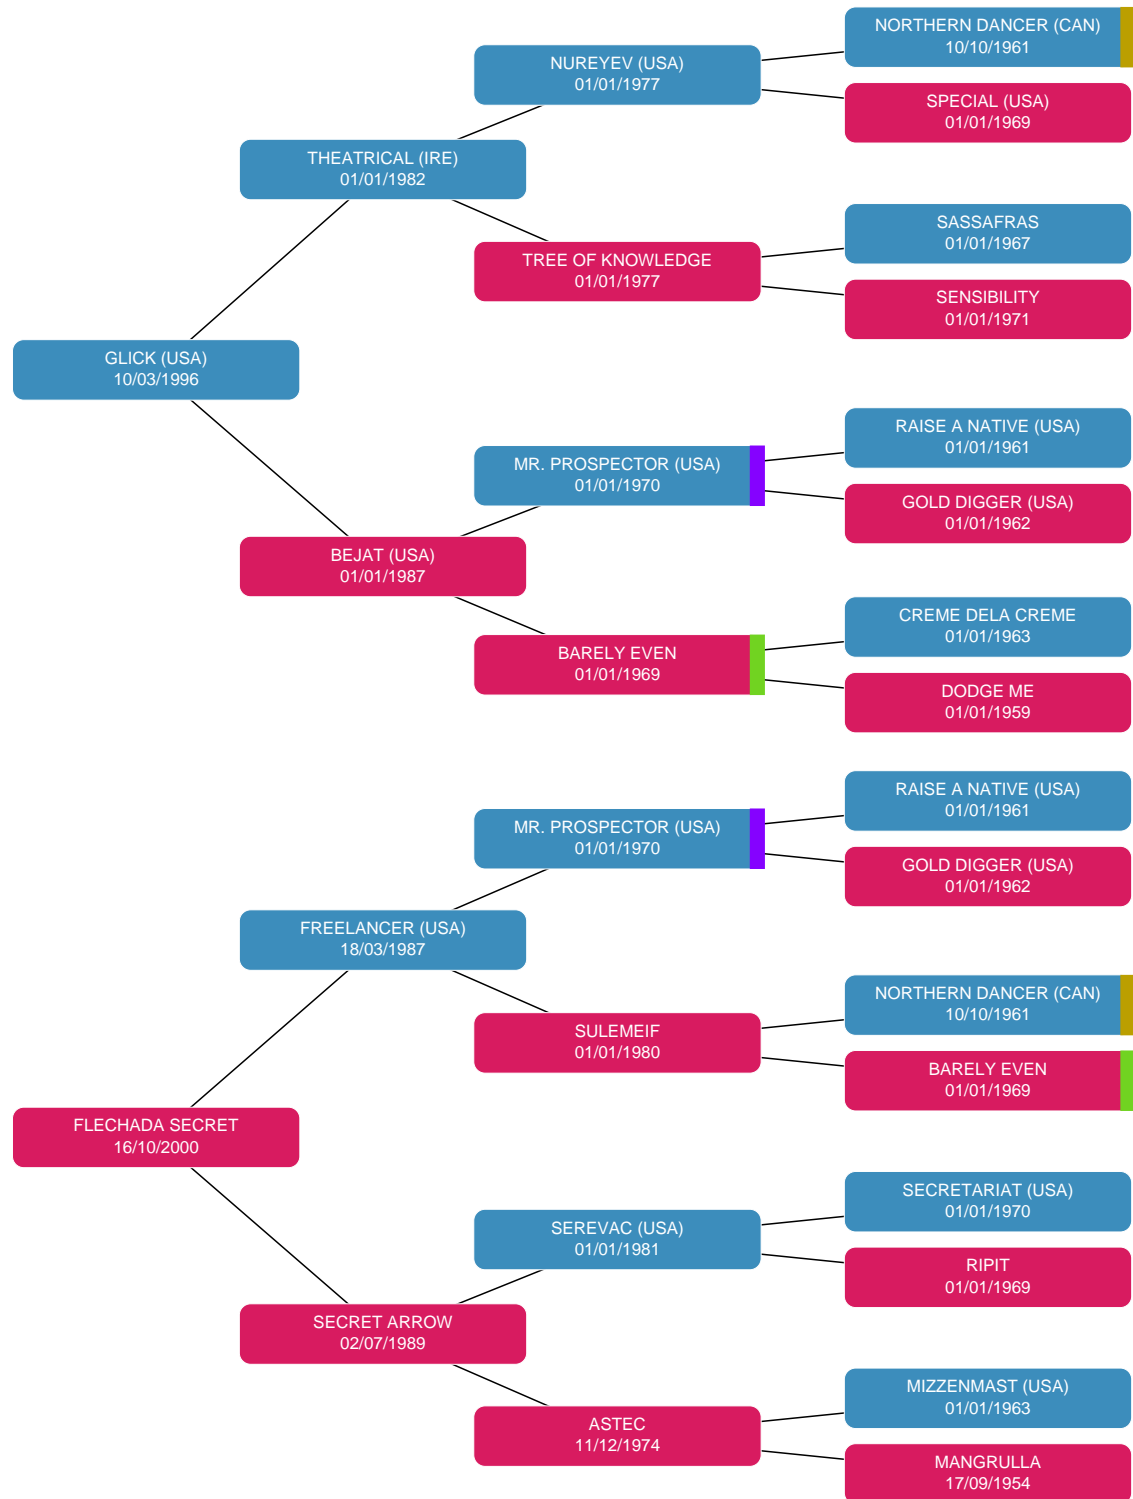 NORTHERN DANCER (CAN)
10/10/1961
NUREYEV (USA)
01/01/1977
SPECIAL (USA)
01/01/1969
THEATRICAL (IRE)
01/01/1982
SASSAFRAS
01/01/1967
TREE OF KNOWLEDGE
01/01/1977
SENSIBILITY
01/01/1971
GLICK (USA)
10/03/1996
RAISE A NATIVE (USA)
01/01/1961
MR. PROSPECTOR (USA)
01/01/1970
GOLD DIGGER (USA)
01/01/1962
BEJAT (USA)
01/01/1987
CREME DELA CREME
01/01/1963
BARELY EVEN
01/01/1969
DODGE ME
01/01/1959
RAISE A NATIVE (USA)
01/01/1961
MR. PROSPECTOR (USA)
01/01/1970
GOLD DIGGER (USA)
01/01/1962
FREELANCER (USA)
18/03/1987
NORTHERN DANCER (CAN)
10/10/1961
SULEMEIF
01/01/1980
BARELY EVEN
01/01/1969
FLECHADA SECRET
16/10/2000
SECRETARIAT (USA)
01/01/1970
SEREVAC (USA)
01/01/1981
RIPIT
01/01/1969
SECRET ARROW
02/07/1989
MIZZENMAST (USA)
01/01/1963
ASTEC
11/12/1974
MANGRULLA
17/09/1954